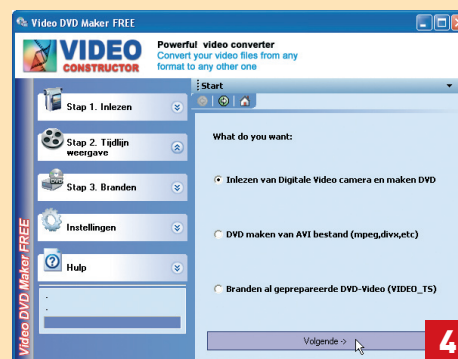 Video DVD Maker FREE
VIDEO
CONSTRUCTOR
Powerful video converter
Convert your video files from any
format to any other one
Stap 1. Inlezen
Stap 2. Tijdlijn
weergave
Stap 3. Branden
Instellingen
Hulp
Video DVD Maker FREE
Start
What do you want:
Inlezen van Digitale Video camera en maken DVD
DVD maken van AVI bestand (mpeg,divx,etc)
Branden al geprepareerde DVD-Video (VIDEO_TS)
Volgende ->
4